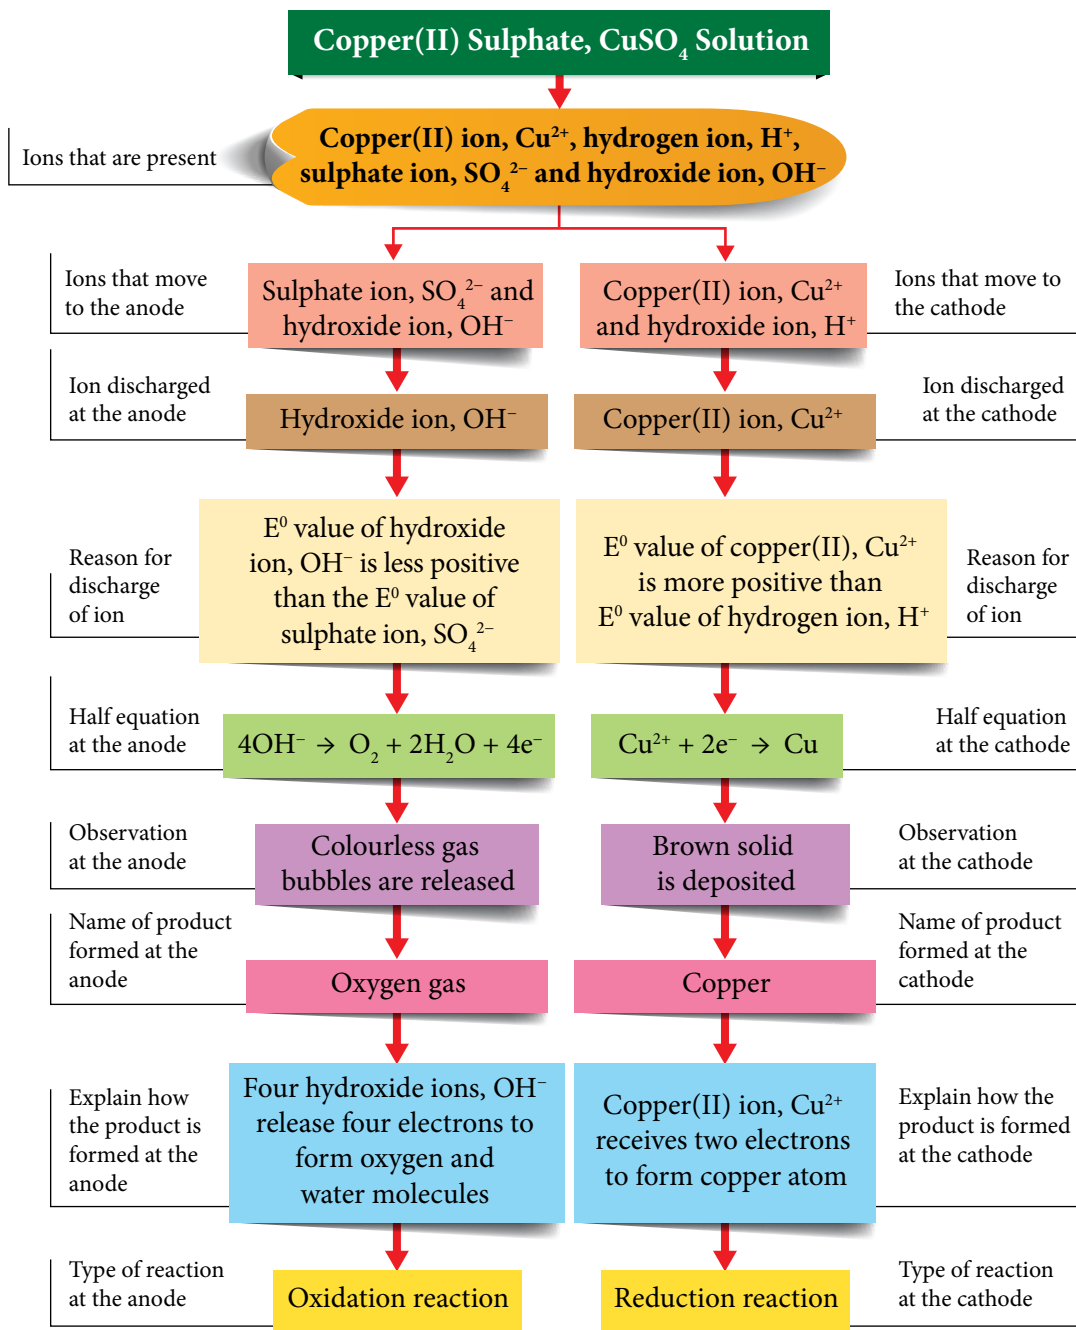 Copper(II) Sulphate, CuSO₄ Solution
Ions that are present
Copper(II) ion, Cu²⁺, hydrogen ion, H⁺,
sulphate ion, SO₄²⁻ and hydroxide ion, OH⁻
Ions that move
to the anode
Sulphate ion, SO₄²⁻ and
hydroxide ion, OH⁻
Copper(II) ion, Cu²⁺
and hydroxide ion, H⁺
Ions that move to
the cathode
Ion discharged
at the anode
Hydroxide ion, OH⁻
Copper(II) ion, Cu²⁺
Ion discharged
at the cathode
Reason for
discharge
of ion
E⁰ value of hydroxide
ion, OH⁻ is less positive
than the E⁰ value of
sulphate ion, SO₄²⁻
E⁰ value of copper(II), Cu²⁺
is more positive than
E⁰ value of hydrogen ion, H⁺
Reason for
discharge
of ion
Half equation
at the anode
4OH⁻ → O₂ + 2H₂O + 4e⁻
Cu²⁺ + 2e⁻ → Cu
Half equation
at the cathode
Observation
at the anode
Colourless gas
bubbles are released
Brown solid
is deposited
Observation
at the cathode
Name of product
formed at the
anode
Oxygen gas
Copper
Name of product
formed at the
cathode
Explain how
the product is
formed at the
anode
Four hydroxide ions, OH⁻
release four electrons to
form oxygen and
water molecules
Copper(II) ion, Cu²⁺
receives two electrons
to form copper atom
Explain how the
product is formed
at the cathode
Type of reaction
at the anode
Oxidation reaction
Reduction reaction
Type of reaction
at the cathode